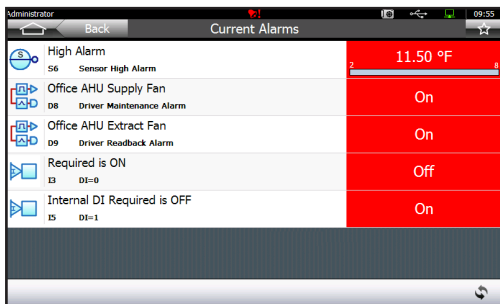 Administrator
09:55
Back
Current Alarms
High Alarm
S6 Sensor High Alarm
11.50 °F
2 8
Office AHU Supply Fan
D8 Driver Maintenance Alarm
On
Office AHU Extract Fan
D9 Driver Readback Alarm
On
Required is ON
I3 DI=0
Off
Internal DI Required is OFF
I5 DI=1
On